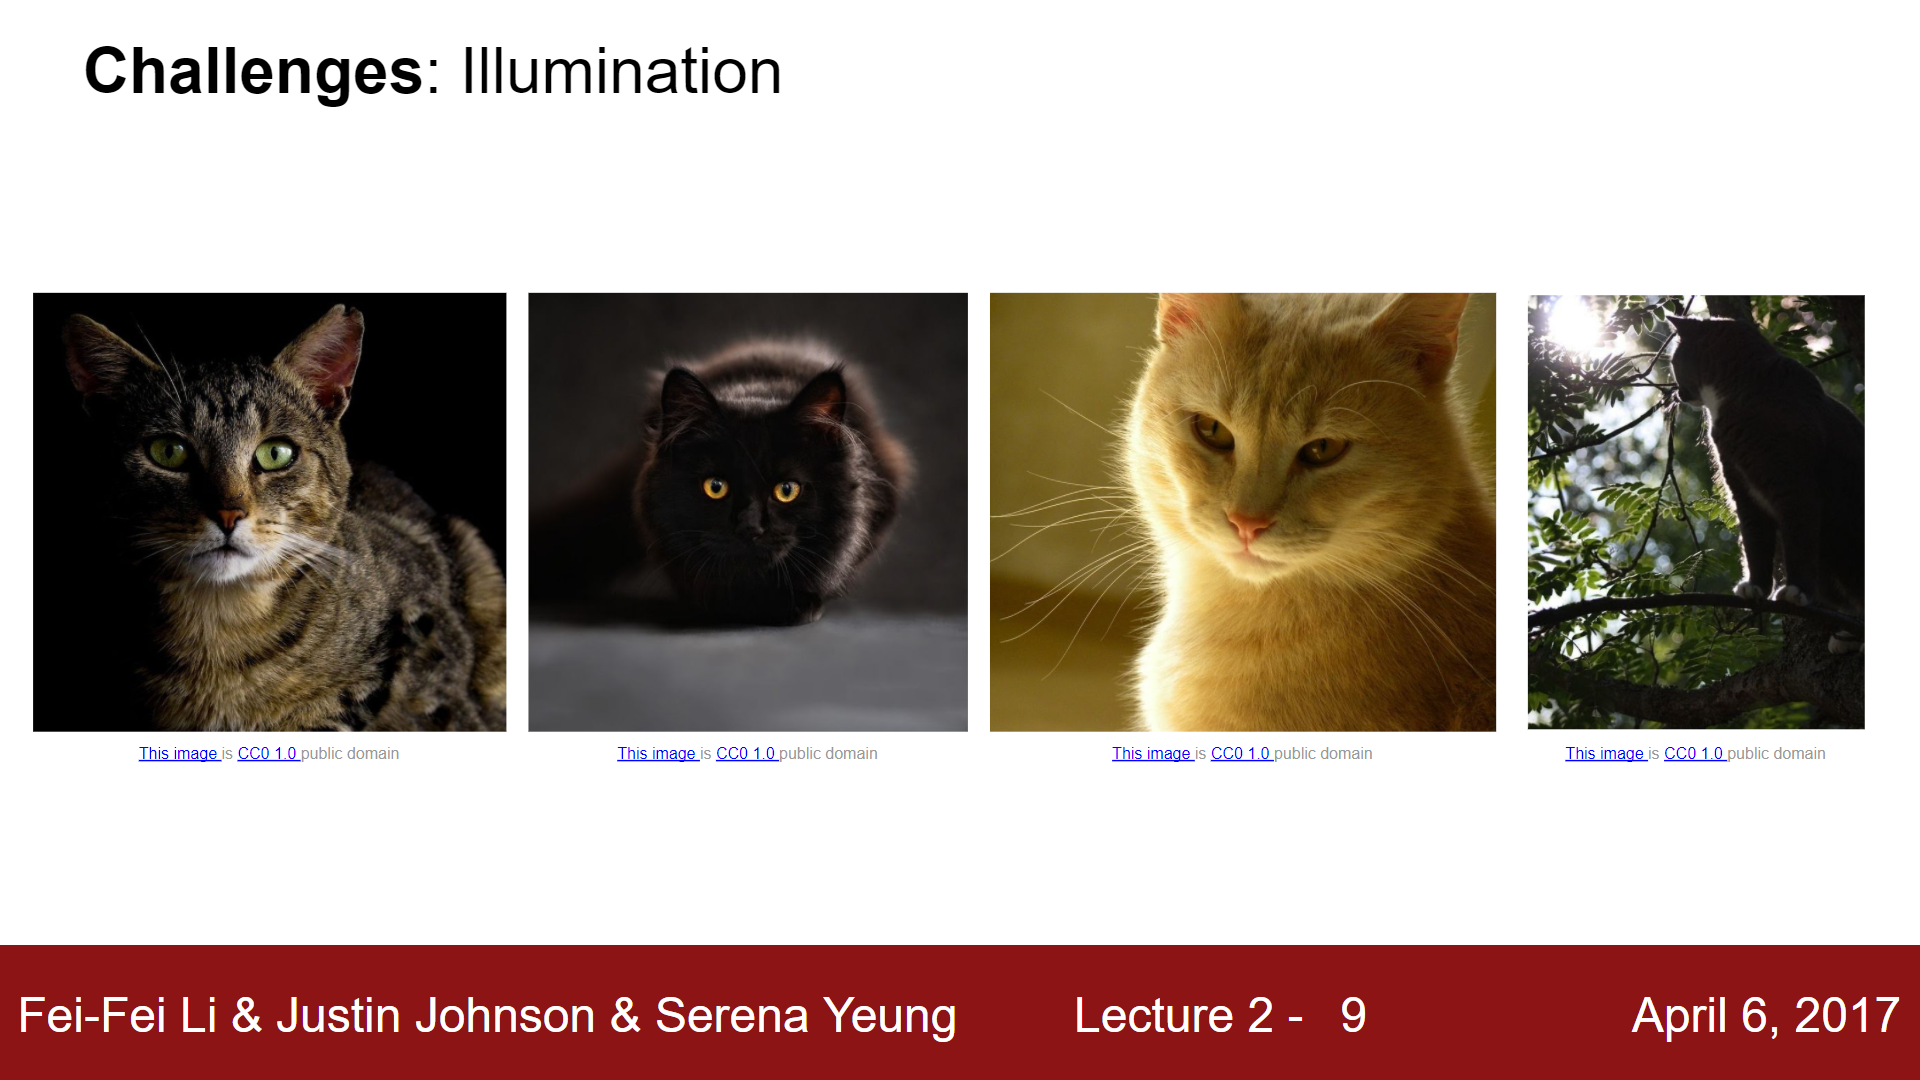 Challenges: Illumination
This image is CC0 1.0 public domain
This image is CC0 1.0 public domain
This image is CC0 1.0 public domain
This image is CC0 1.0 public domain
Fei-Fei Li & Justin Johnson & Serena Yeung
Lecture 2 - 9
April 6, 2017